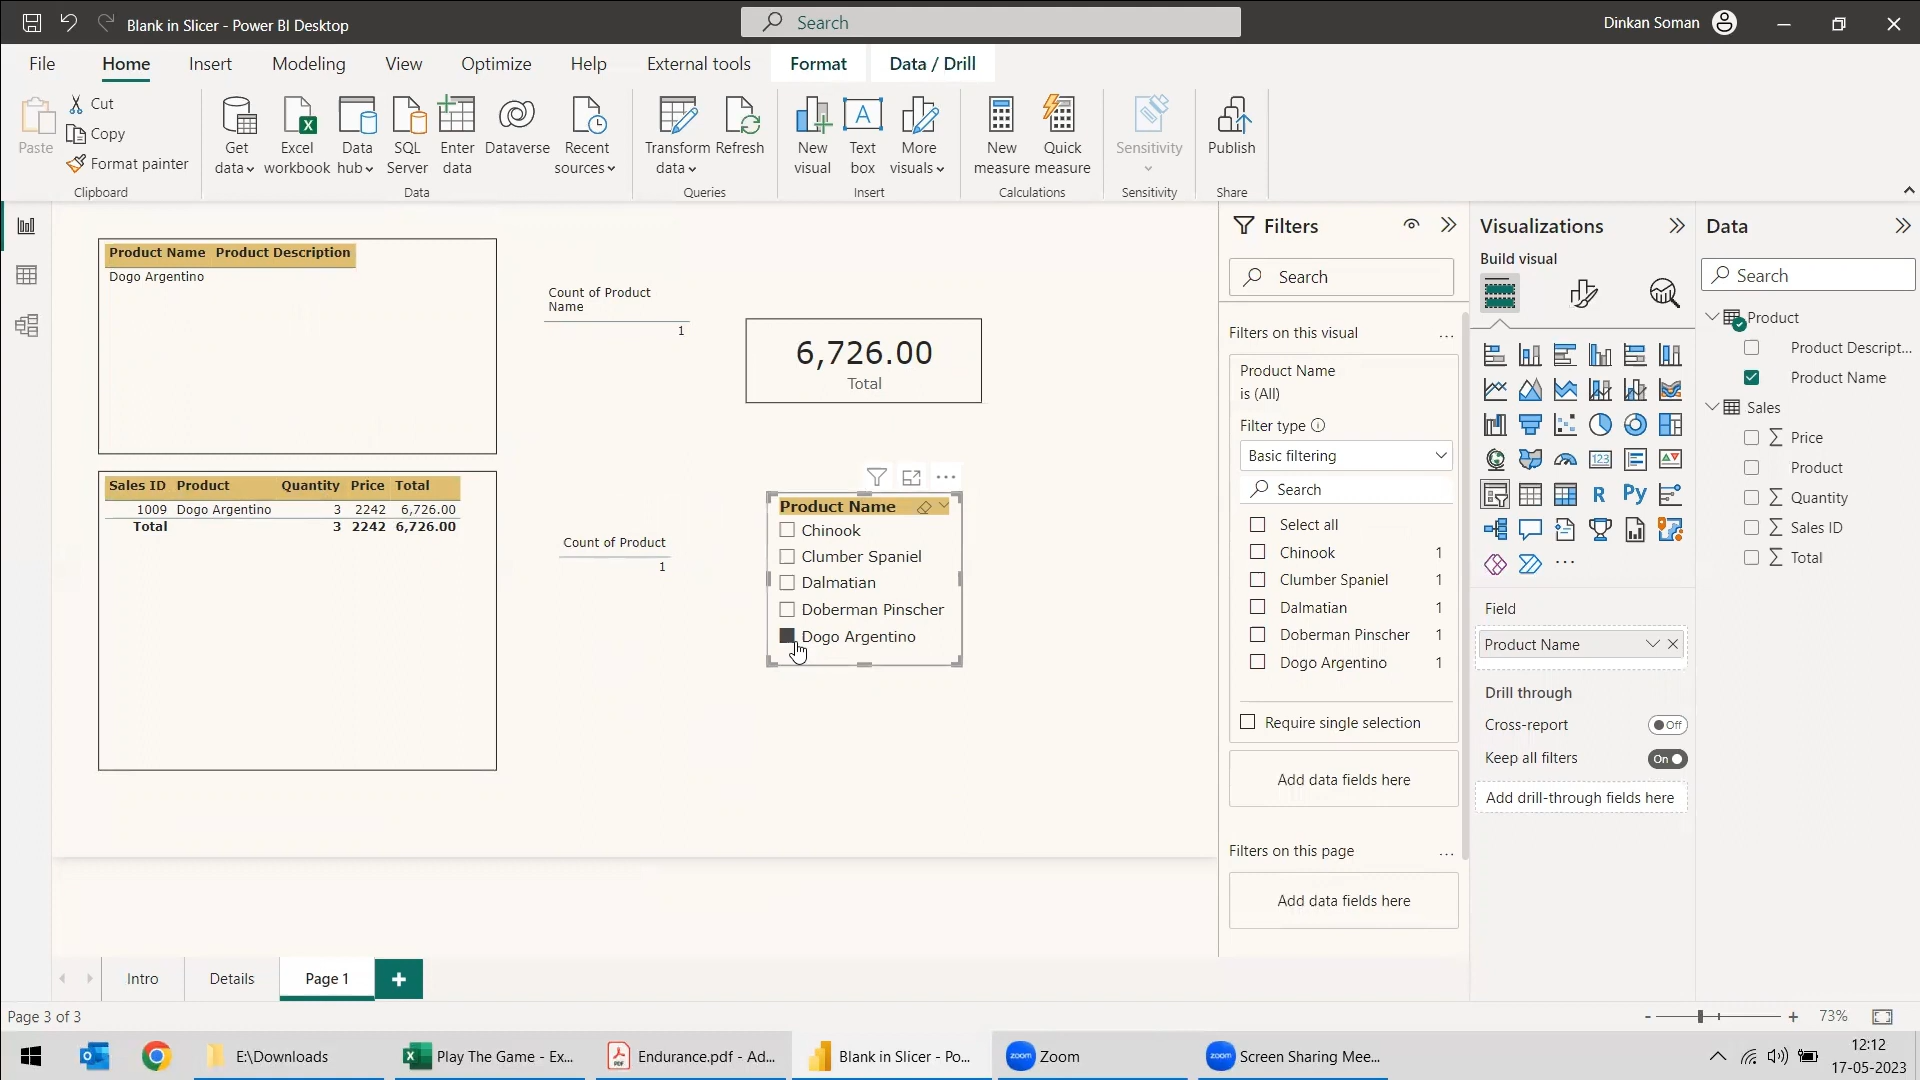 Blank in Slicer - Power BI Desktop
Search
Dinkan Soman
File Home Insert Modeling View Optimize Help External tools Format Data / Drill
Paste
Cut
Copy
Format painter
Get data
Excel workbook
Data hub
SQL Server
Enter data
Dataverse
Recent sources
Transform data
Refresh
New visual
Text box
More visuals
New measure
Quick measure
Sensitivity
Publish
Clipboard
Data
Queries
Insert
Calculations
Sensitivity
Share
Product Name Product Description
Dogo Argentino
Count of Product
Name
1
6,726.00
Total
Sales ID Product Quantity Price Total
1009 Dogo Argentino 3 2242 6,726.00
Total 3 2242 6,726.00
Count of Product
1
Product Name
Chinook
Clumber Spaniel
Dalmatian
Doberman Pinscher
Dogo Argentino
Filters
Search
Filters on this visual ...
Product Name
is (All)
Filter type
Basic filtering
Search
Select all
Chinook 1
Clumber Spaniel 1
Dalmatian 1
Doberman Pinscher 1
Dogo Argentino 1
Require single selection
Add data fields here
Filters on this page ...
Add data fields here
Visualizations
Build visual
123
R Py
...
Field
Product Name
Drill through
Cross-report Off
Keep all filters On
Add drill-through fields here
Data
Search
Product
Product Descript...
Product Name
Sales
Σ Price
Product
Σ Quantity
Σ Sales ID
Σ Total
Intro Details Page 1 +
Page 3 of 3
- + 73%
E:\Downloads
Play The Game - Ex...
Endurance.pdf - Ad...
Blank in Slicer - Po...
zoom Zoom
zoom Screen Sharing Mee...
12:12
17-05-2023